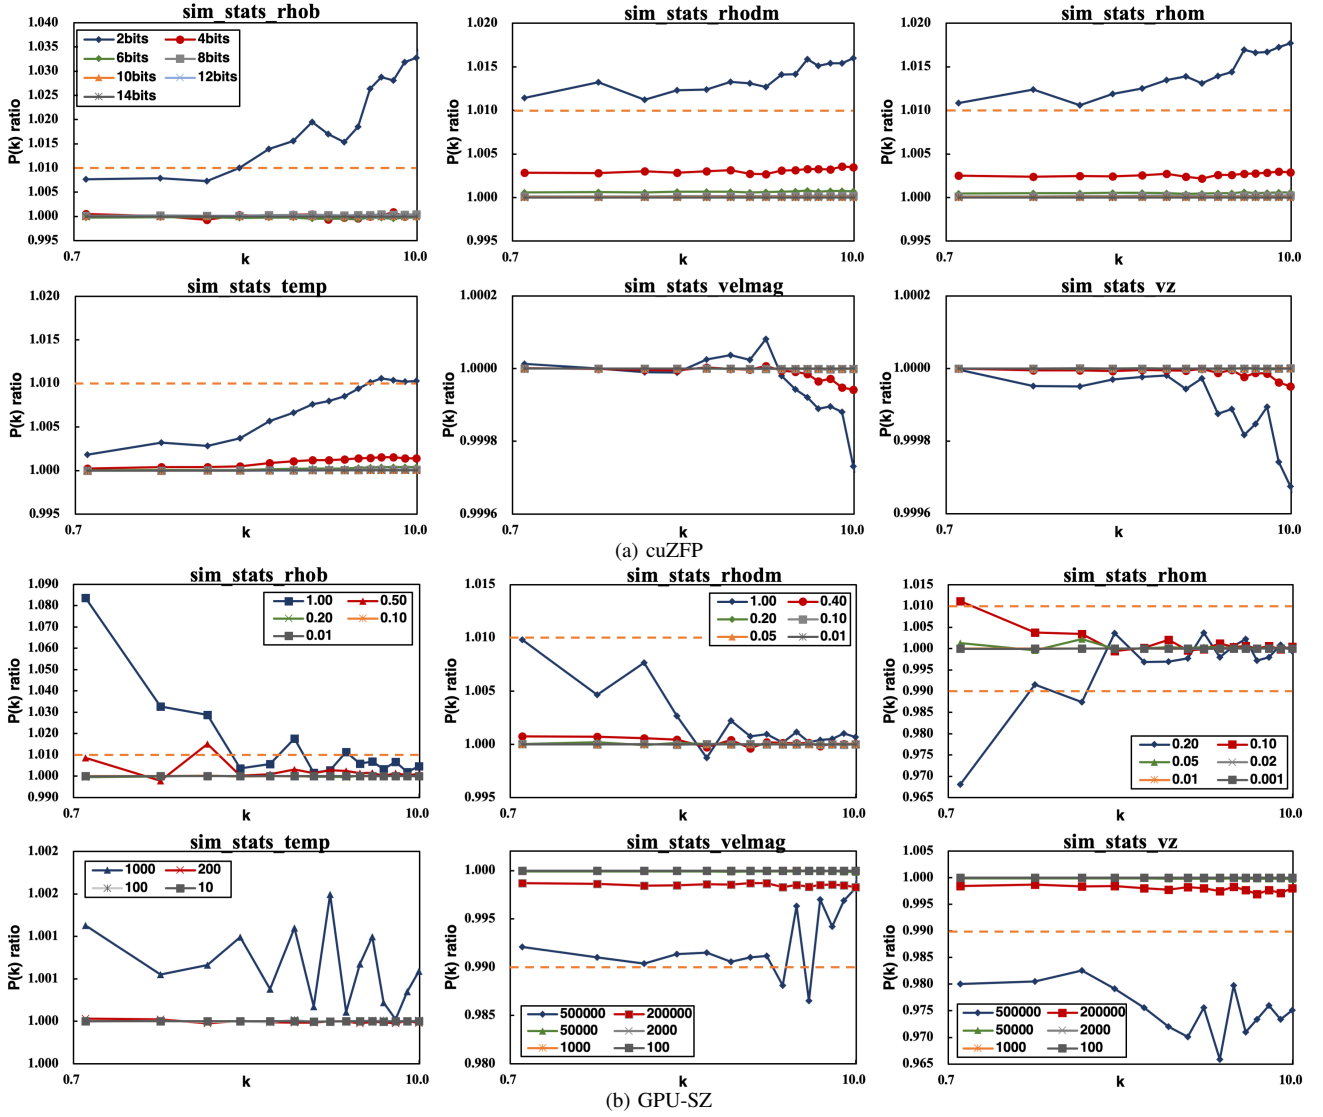 sim_stats_rhob
1.040
1.035
1.030
1.025
1.020
1.015
1.010
1.005
1.000
0.995
P(k) ratio
2bits 4bits
6bits 8bits
10bits 12bits
14bits
0.7 k 10.0
sim_stats_rhodm
1.020
1.015
1.010
1.005
1.000
0.995
P(k) ratio
0.7 k 10.0
sim_stats_rhom
1.020
1.015
1.010
1.005
1.000
0.995
P(k) ratio
0.7 k 10.0
sim_stats_temp
1.020
1.015
1.010
1.005
1.000
0.995
P(k) ratio
0.7 k 10.0
sim_stats_velmag
1.0002
1.0000
0.9998
0.9996
P(k) ratio
0.7 k 10.0
sim_stats_vz
1.0002
1.0000
0.9998
0.9996
P(k) ratio
0.7 k 10.0
(a) cuZFP
sim_stats_rhob
1.090
1.080
1.070
1.060
1.050
1.040
1.030
1.020
1.010
1.000
0.990
P(k) ratio
1.00 0.50
0.20 0.10
0.01
0.7 k 10.0
sim_stats_rhodm
1.015
1.010
1.005
1.000
0.995
P(k) ratio
1.00 0.40
0.20 0.10
0.05 0.01
0.7 k 10.0
sim_stats_rhom
1.015
1.010
1.005
1.000
0.995
0.990
0.985
0.980
0.975
0.970
0.965
P(k) ratio
0.20 0.10
0.05 0.02
0.01 0.001
0.7 k 10.0
sim_stats_temp
1.002
1.002
1.001
1.001
1.000
1.000
P(k) ratio
1000 200
100 10
0.7 k 10.0
sim_stats_velmag
1.000
0.995
0.990
0.985
0.980
P(k) ratio
500000 200000
50000 2000
1000 100
0.7 k 10.0
sim_stats_vz
1.005
1.000
0.995
0.990
0.985
0.980
0.975
0.970
0.965
P(k) ratio
500000 200000
50000 2000
1000 100
0.7 k 10.0
(b) GPU-SZ